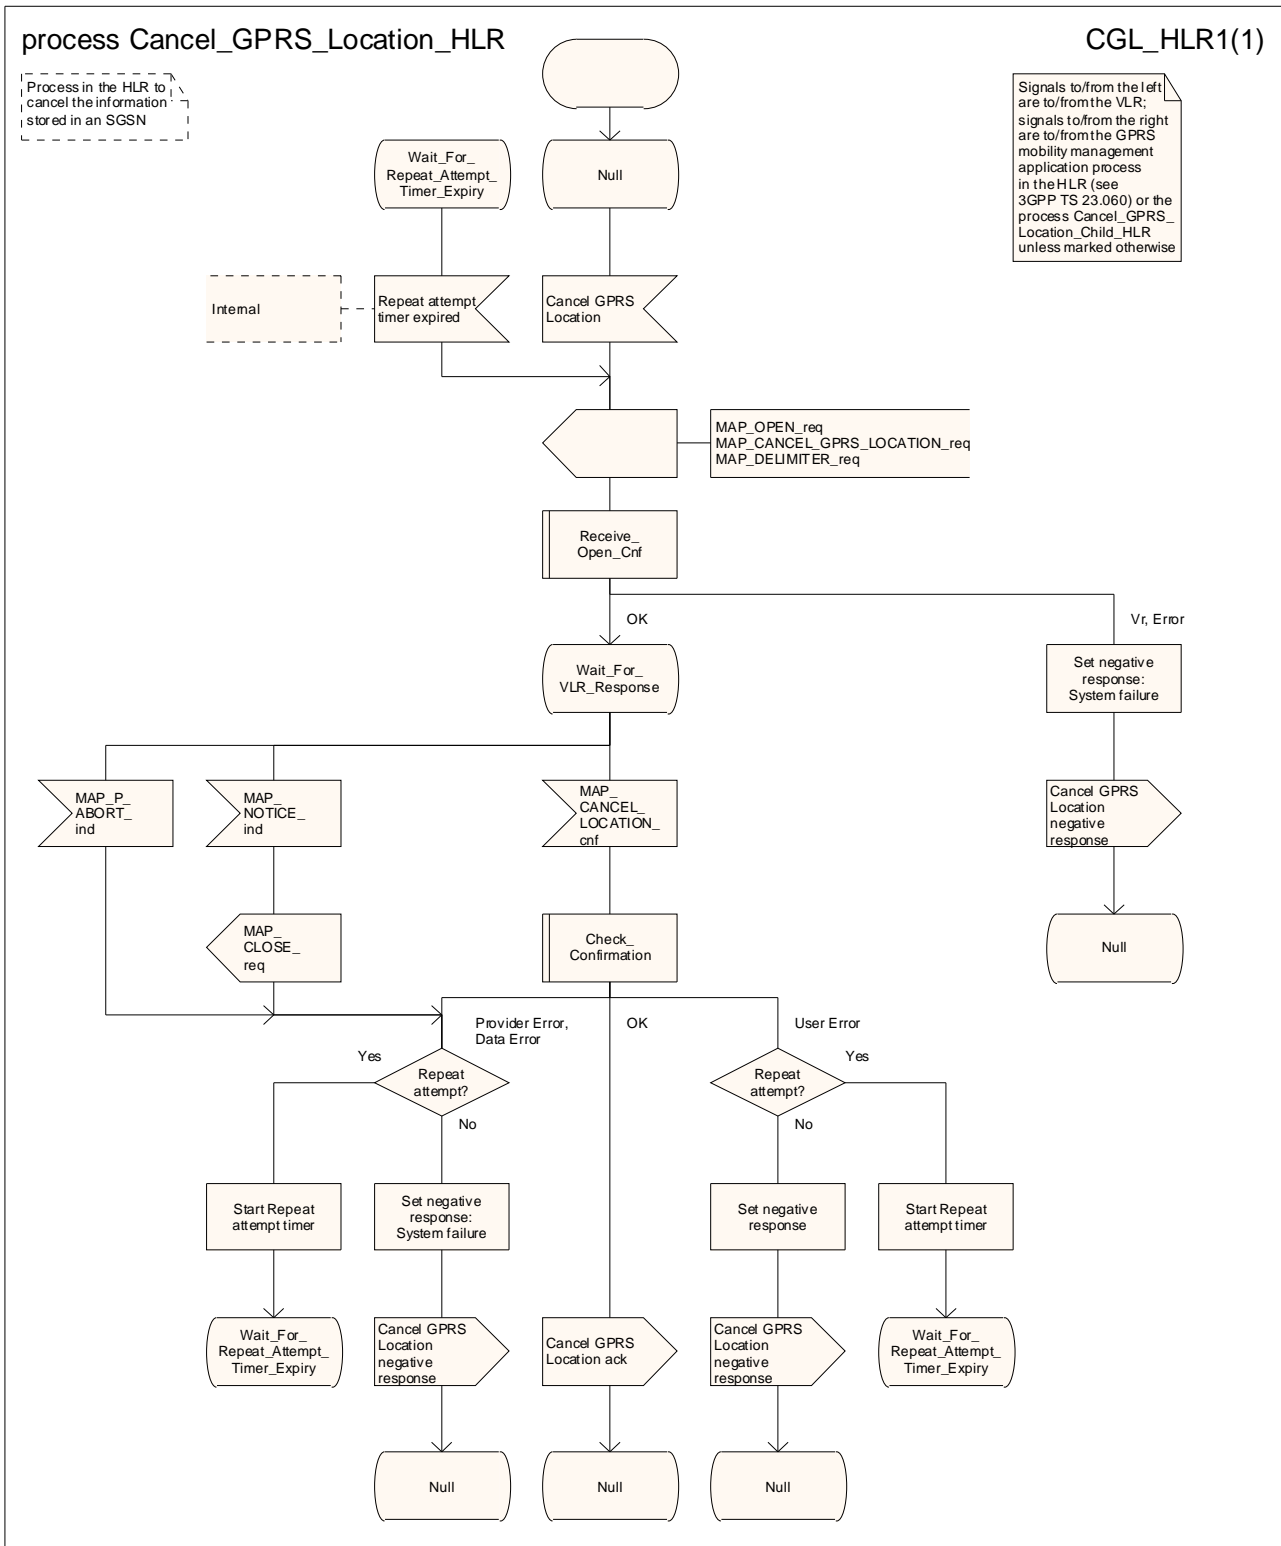 process Cancel_GPRS_Location_HLR
CGL_HLR1(1)
Process in the HLR to
cancel the information
stored in an SGSN
Signals to/from the left
are to/from the VLR;
signals to/from the right
are to/from the GPRS
mobility management
application process
in the HLR (see
3GPP TS 23.060) or the
process Cancel_GPRS_
Location_Child_HLR
unless marked otherwise
Wait_For_
Repeat_Attempt_
Timer_Expiry
Null
Internal
Repeat attempt
timer expired
Cancel GPRS
Location
MAP_OPEN_req
MAP_CANCEL_GPRS_LOCATION_req
MAP_DELIMITER_req
Receive_
Open_Cnf
OK
Vr, Error
Wait_For_
VLR_Response
Set negative
response:
System failure
MAP_P_
ABORT_
ind
MAP_
NOTICE_
ind
MAP_
CANCEL_
LOCATION_
cnf
Cancel GPRS
Location
negative
response
MAP_
CLOSE_
req
Check_
Confirmation
Null
Provider Error,
Data Error
OK
User Error
Yes
Repeat
attempt?
No
Repeat
attempt?
Yes
No
Start Repeat
attempt timer
Set negative
response:
System failure
Set negative
response
Start Repeat
attempt timer
Wait_For_
Repeat_Attempt_
Timer_Expiry
Cancel GPRS
Location
negative
response
Cancel GPRS
Location ack
Cancel GPRS
Location
negative
response
Wait_For_
Repeat_Attempt_
Timer_Expiry
Null
Null
Null